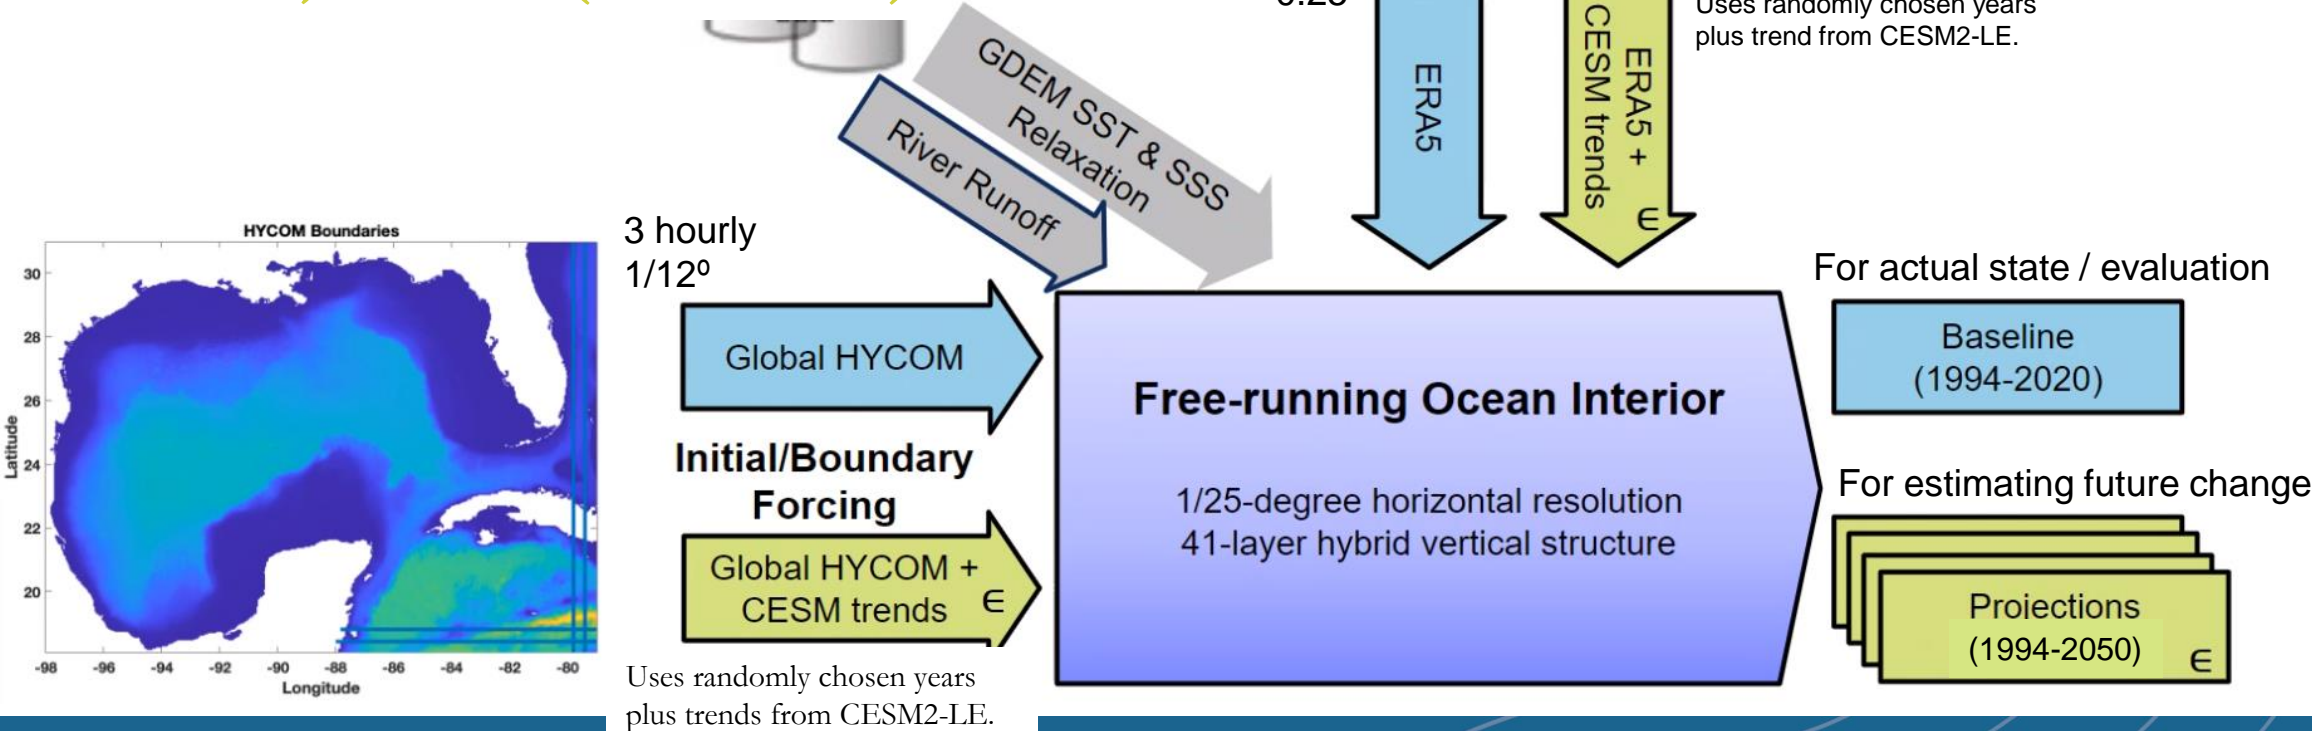 Uses randomly chosen years
plus trend from CESM2-LE.
GDEM SST & SSS
Relaxation
River Runoff
ERA5
ERA5 +
CESM trends
ϵ
3 hourly
1/12º
HYCOM Boundaries
30
28
26
24
22
20
Latitude
-98
-96
-94
-92
-90
-88
-86
-84
-82
-80
Longitude
Global HYCOM
Initial/Boundary
Forcing
Global HYCOM +
CESM trends ϵ
Uses randomly chosen years
plus trends from CESM2-LE.
Free-running Ocean Interior
1/25-degree horizontal resolution
41-layer hybrid vertical structure
For actual state / evaluation
Baseline
(1994-2020)
For estimating future change
Projections
(1994-2050) ϵ